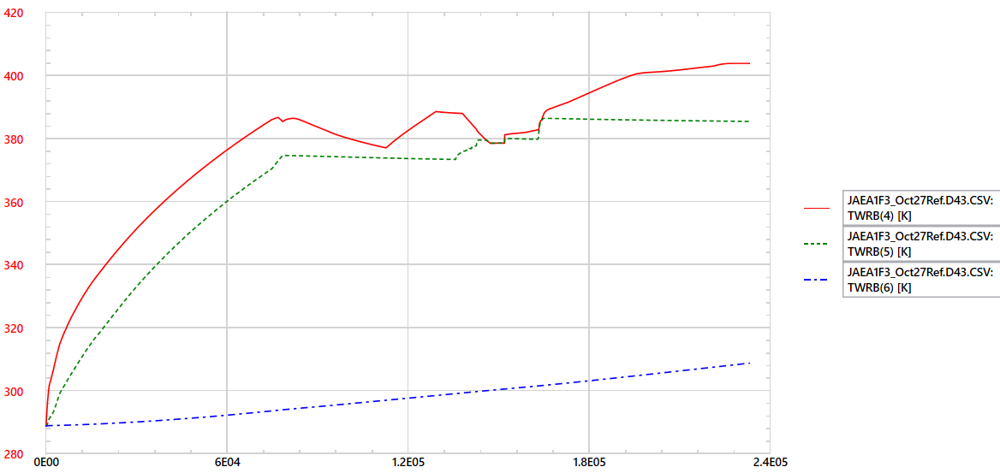 420
400
380
360
340
320
300
280
0E00 6E04 1.2E05 1.8E05 2.4E05
JAEA1F3_Oct27Ref.D43.CSV:
TWRB(4) [K]
JAEA1F3_Oct27Ref.D43.CSV:
TWRB(5) [K]
JAEA1F3_Oct27Ref.D43.CSV:
TWRB(6) [K]